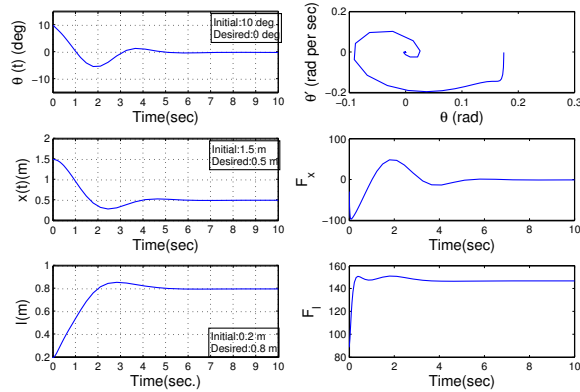 θ (t) (deg)
10
0
-10
0 1 2 3 4 5 6 7 8 9 10
Time(sec)
Initial:10 deg
Desired:0 deg
θ′ (rad per sec)
0.2
0
-0.2
-0.1 0 0.1 0.2 0.3
θ (rad)
x(t)(m)
2
1.5
1
0.5
0
0 1 2 3 4 5 6 7 8 9 10
Time(sec)
Initial:1.5 m
Desired:0.5 m
F_x
100
0
-100
0 2 4 6 8 10
Time(sec)
l(m)
1
0.8
0.6
0.4
0.2
0 1 2 3 4 5 6 7 8 9 10
Time(sec.)
Initial:0.2 m
Desired:0.8 m
F_l
160
140
120
100
80
0 2 4 6 8 10
Time(sec)